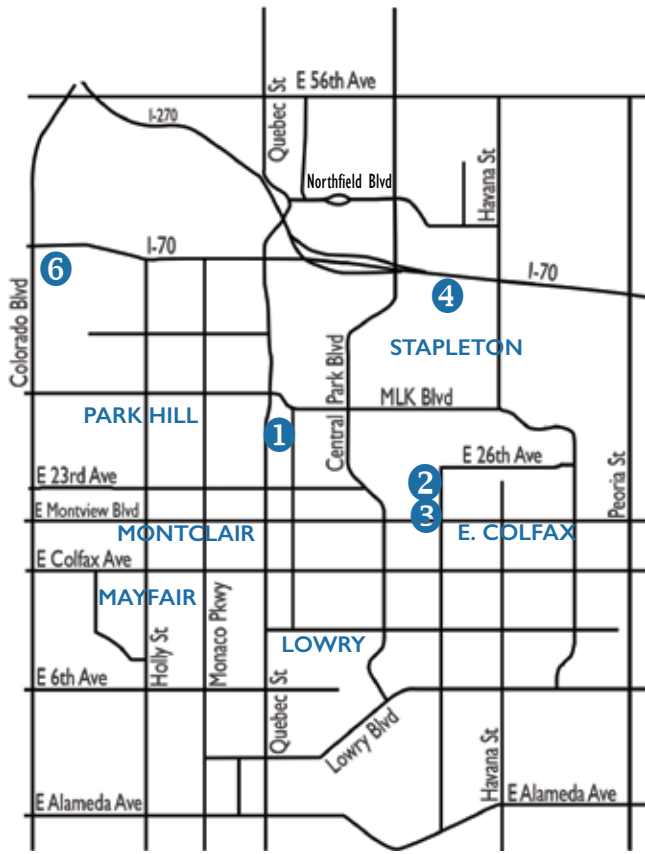 E 56th Ave
Quebec St
I-270
Northfield Blvd
Havana St
I-70
6
I-70
4
Colorado Blvd
STAPLETON
Central Park Blvd
MLK Blvd
PARK HILL
1
E 26th Ave
E 23rd Ave
2
Peoria St
E Montview Blvd
3
MONTCLAIR
E. COLFAX
E Colfax Ave
MAYFAIR
Holly St
Monaco Pkwy
LOWRY
E 6th Ave
Quebec St
Lowry Blvd
Havana St
E Alameda Ave
E Alameda Ave